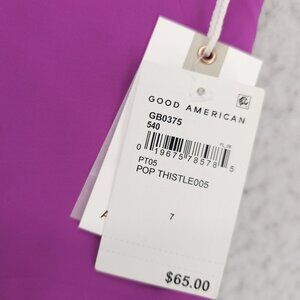 GOOD AMERICAN
GB0375
540
0 19675 78578 5
PT05
POP THISTLE005
7
$65.00